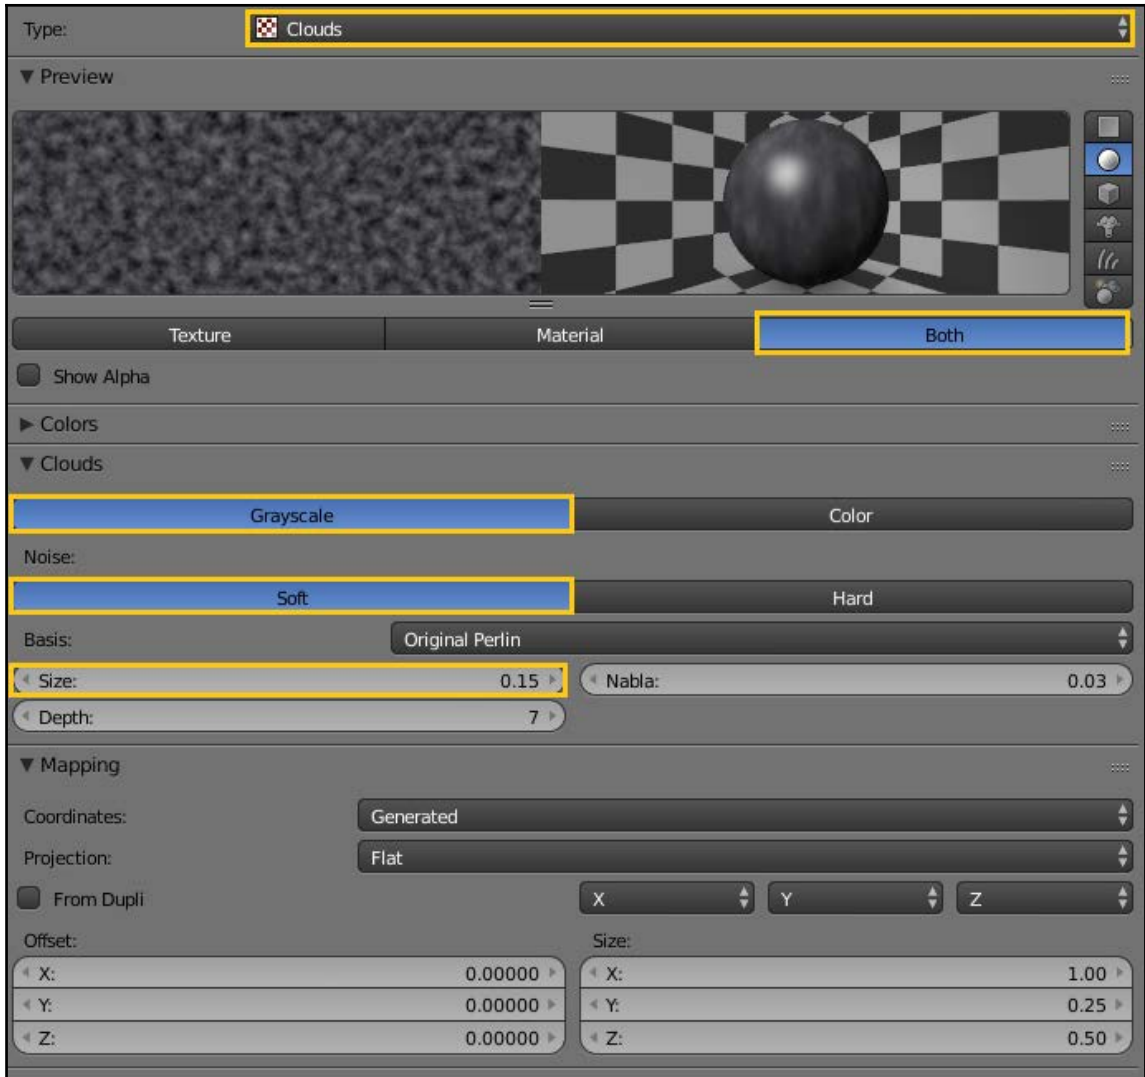 Type: Clouds
Preview
Texture Material Both
Show Alpha
Colors
Clouds
Grayscale Color
Noise:
Soft Hard
Basis: Original Perlin
Size: 0.15 Nabla: 0.03
Depth: 7
Mapping
Coordinates: Generated
Projection: Flat
From Dupli X Y Z
Offset: Size:
X: 0.00000 X: 1.00
Y: 0.00000 Y: 0.25
Z: 0.00000 Z: 0.50